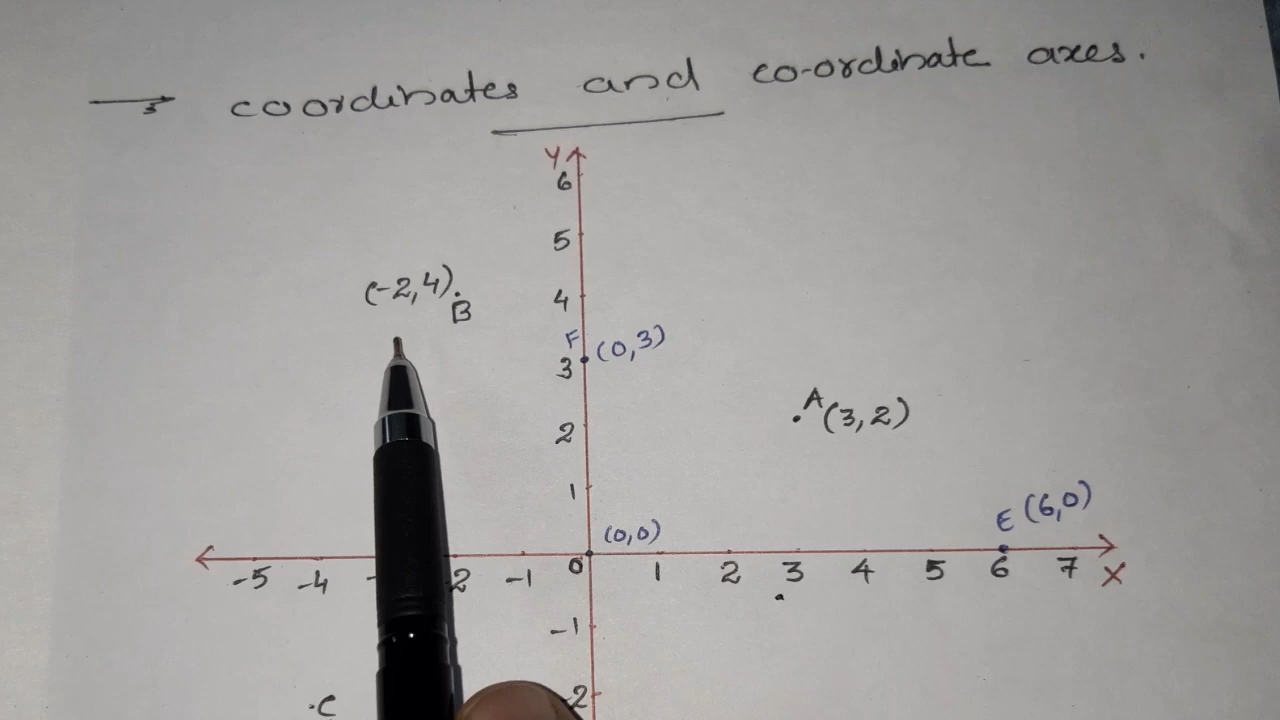 → coordinates and co-ordinate axes.
Y
6
5
(-2,4).
B
4
F (0,3)
3
A (3,2)
2
1
E (6,0)
(0,0)
-5 -4 2 -1 0 1 2 3 4 5 6 7 X
-1
.C
-2